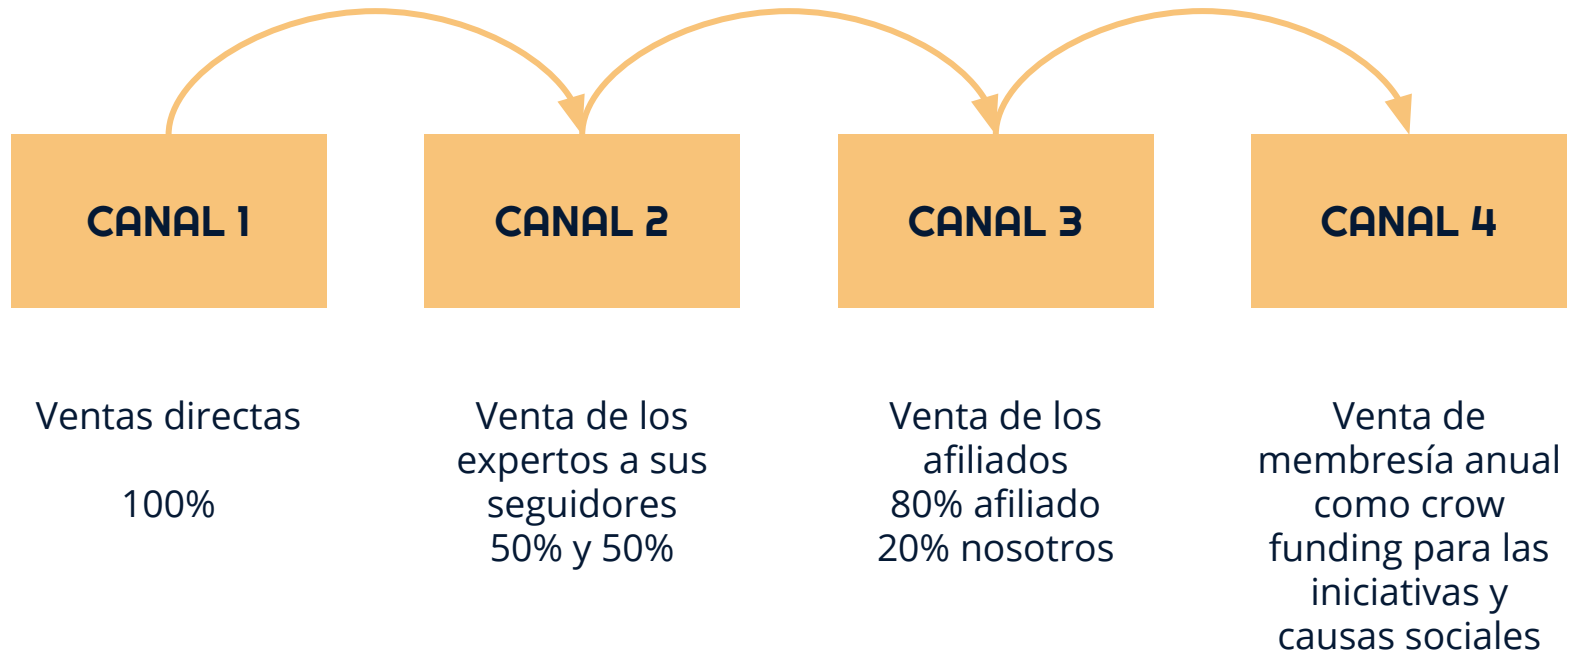 CANAL 1
CANAL 2
CANAL 3
CANAL 4
Ventas directas
100%
Venta de los
expertos a sus
seguidores
50% y 50%
Venta de los
afiliados
80% afiliado
20% nosotros
Venta de
membresía anual
como crow
funding para las
iniciativas y
causas sociales